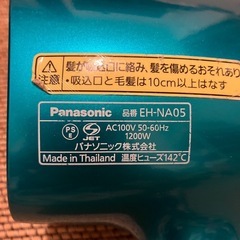 髪が吸込口に絡み、髪を傷めるおそれあり
注意
・吸込口と毛髪は10cm以上はなす
Panasonic 品番 EH-NA05
PS E JET
AC100V 50-60Hz
1200W
パナソニック株式会社
Made in Thailand 温度ヒューズ142℃